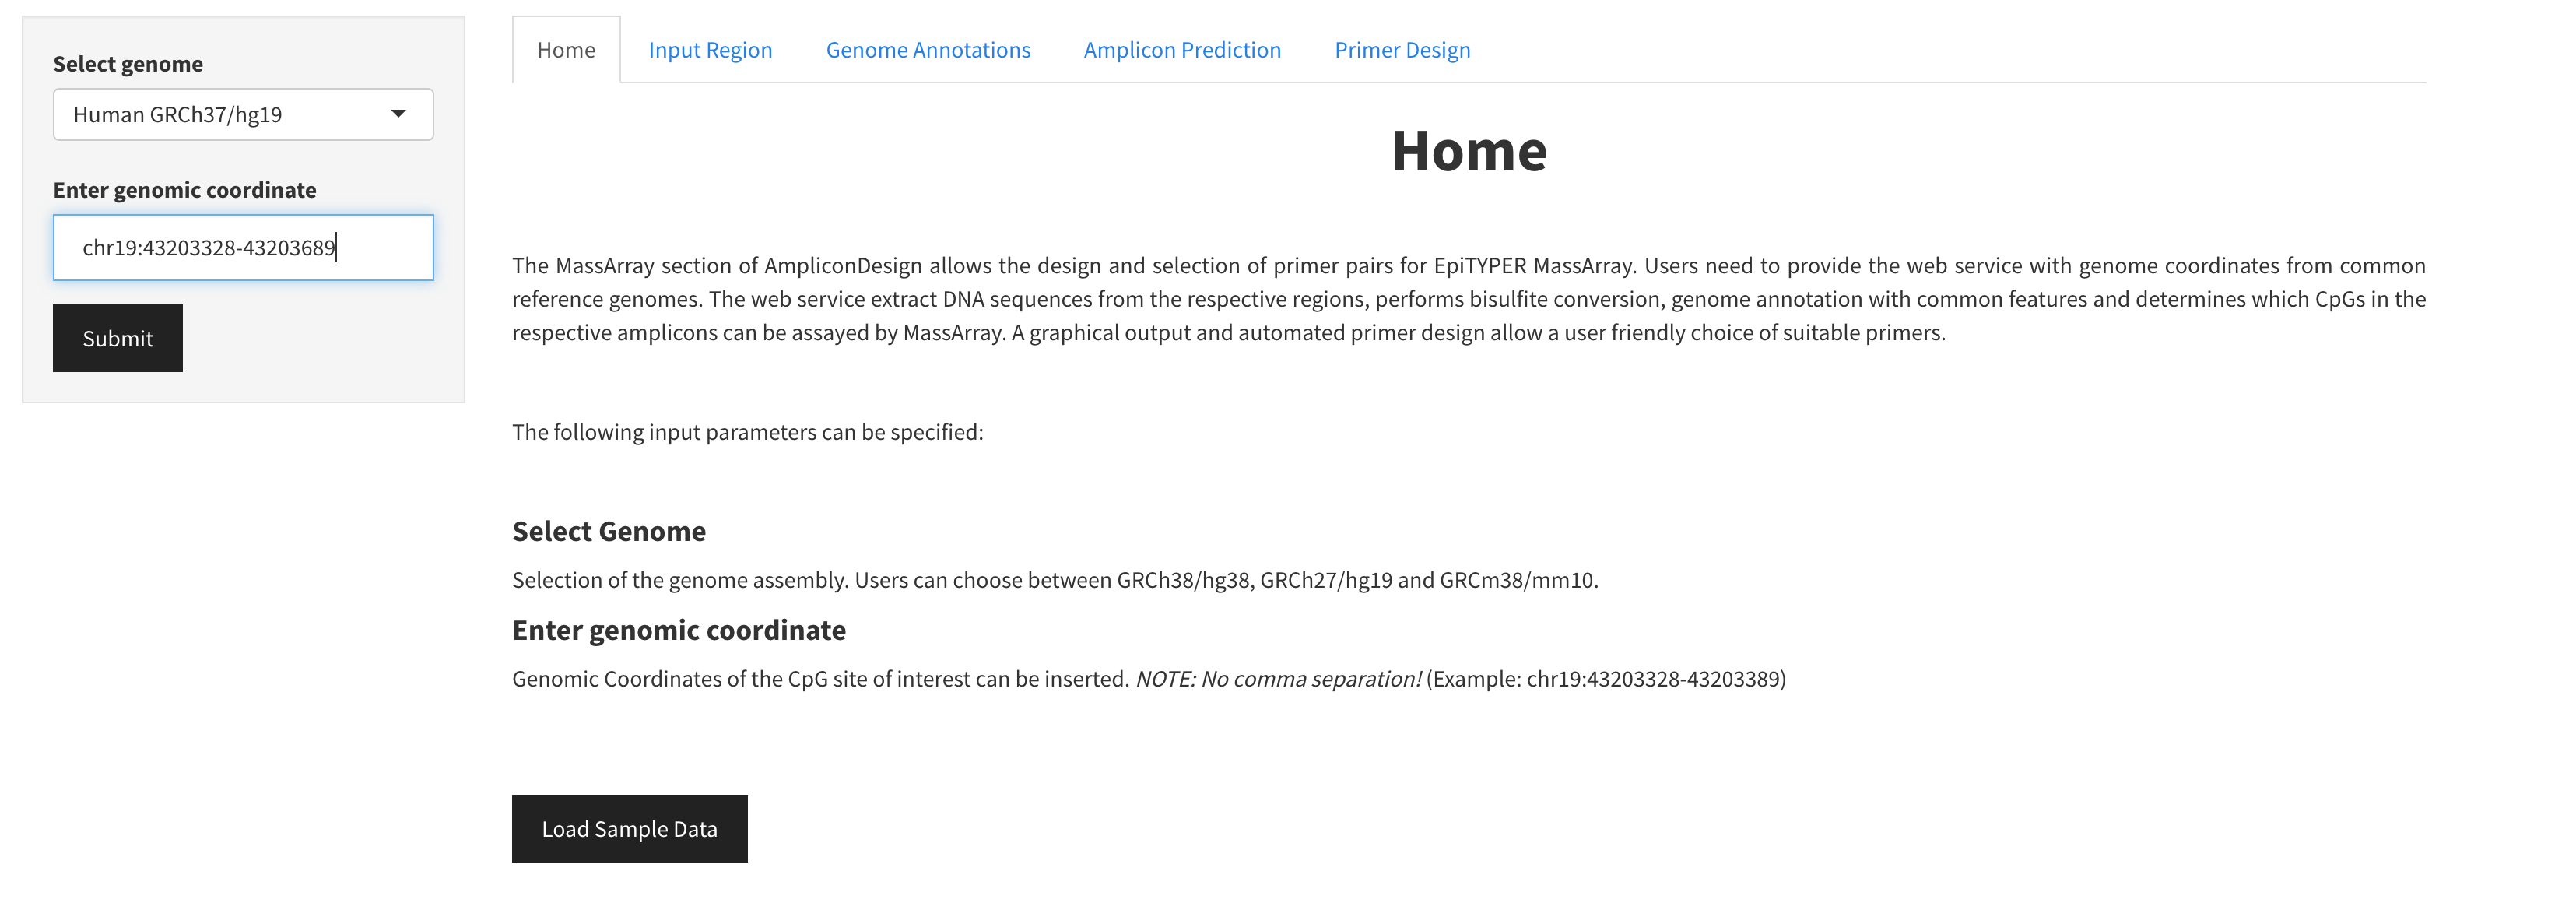 Select genome
Human GRCh37/hg19
Enter genomic coordinate
chr19:43203328-43203689
Submit
Home
Input Region
Genome Annotations
Amplicon Prediction
Primer Design
Home
The MassArray section of AmpliconDesign allows the design and selection of primer pairs for EpiTYPER MassArray. Users need to provide the web service with genome coordinates from common
reference genomes. The web service extract DNA sequences from the respective regions, performs bisulfite conversion, genome annotation with common features and determines which CpGs in the
respective amplicons can be assayed by MassArray. A graphical output and automated primer design allow a user friendly choice of suitable primers.
The following input parameters can be specified:
Select Genome
Selection of the genome assembly. Users can choose between GRCh38/hg38, GRCh27/hg19 and GRCm38/mm10.
Enter genomic coordinate
Genomic Coordinates of the CpG site of interest can be inserted. NOTE: No comma separation! (Example: chr19:43203328-43203389)
Load Sample Data